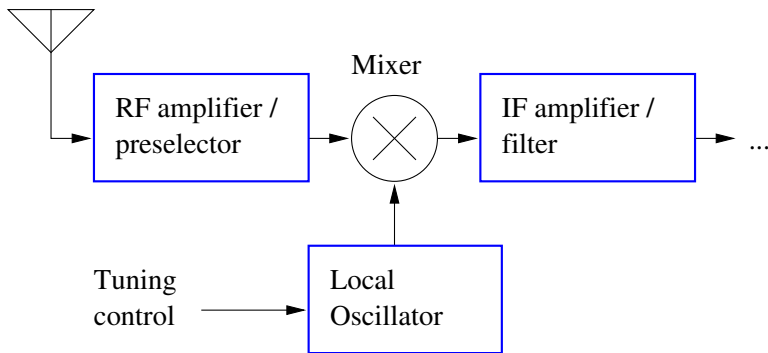 Mixer
RF amplifier /
preselector
IF amplifier /
filter
...
Tuning
control
Local
Oscillator